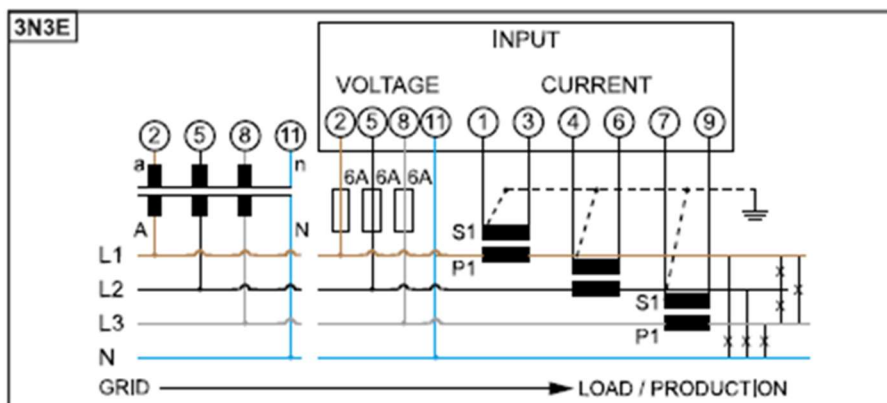 3N3E
INPUT
VOLTAGE CURRENT
2 5 8 11 2 5 8 11 1 3 4 6 7 9
a n 6A 6A 6A
S1
A N
L1 P1
L2
S1
L3
P1
N
GRID LOAD / PRODUCTION